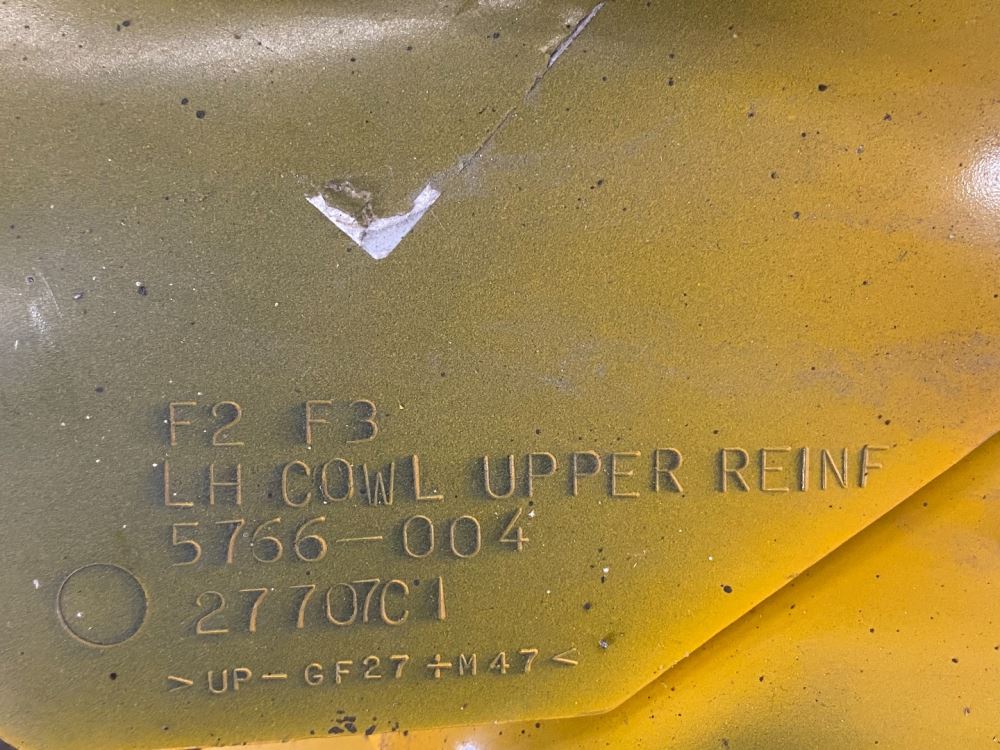 F2 F3
LH COWL UPPER REINF
5766-004
27707C1
>UP-GF27÷M47<